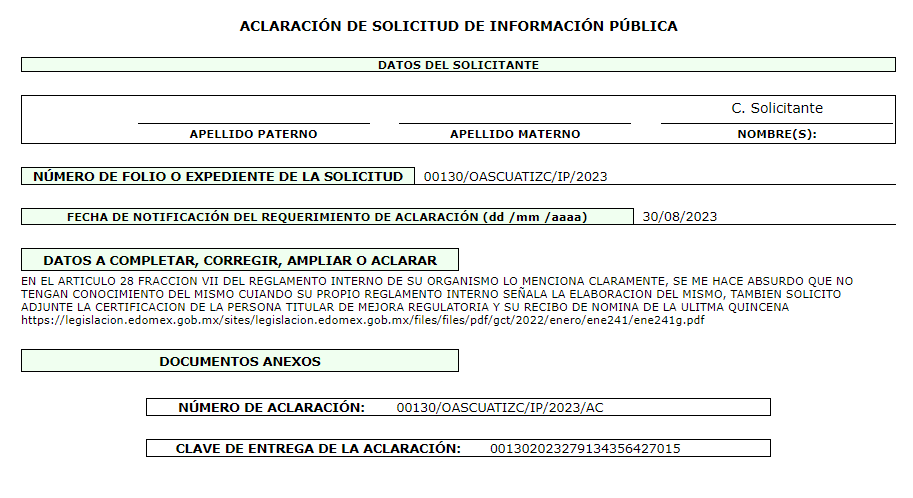 ACLARACIÓN DE SOLICITUD DE INFORMACIÓN PÚBLICA
DATOS DEL SOLICITANTE
C. Solicitante
APELLIDO PATERNO APELLIDO MATERNO NOMBRE(S):
NÚMERO DE FOLIO O EXPEDIENTE DE LA SOLICITUD 00130/OASCUATIZC/IP/2023
FECHA DE NOTIFICACIÓN DEL REQUERIMIENTO DE ACLARACIÓN (dd /mm /aaaa) 30/08/2023
DATOS A COMPLETAR, CORREGIR, AMPLIAR O ACLARAR
EN EL ARTICULO 28 FRACCION VII DEL REGLAMENTO INTERNO DE SU ORGANISMO LO MENCIONA CLARAMENTE, SE ME HACE ABSURDO QUE NO
TENGAN CONOCIMIENTO DEL MISMO CUIANDO SU PROPIO REGLAMENTO INTERNO SEÑALA LA ELABORACION DEL MISMO, TAMBIEN SOLICITO
ADJUNTE LA CERTIFICACION DE LA PERSONA TITULAR DE MEJORA REGULATORIA Y SU RECIBO DE NOMINA DE LA ULITMA QUINCENA
https://legislacion.edomex.gob.mx/sites/legislacion.edomex.gob.mx/files/files/pdf/gct/2022/enero/ene241/ene241g.pdf
DOCUMENTOS ANEXOS
NÚMERO DE ACLARACIÓN: 00130/OASCUATIZC/IP/2023/AC
CLAVE DE ENTREGA DE LA ACLARACIÓN: 001302023279134356427015